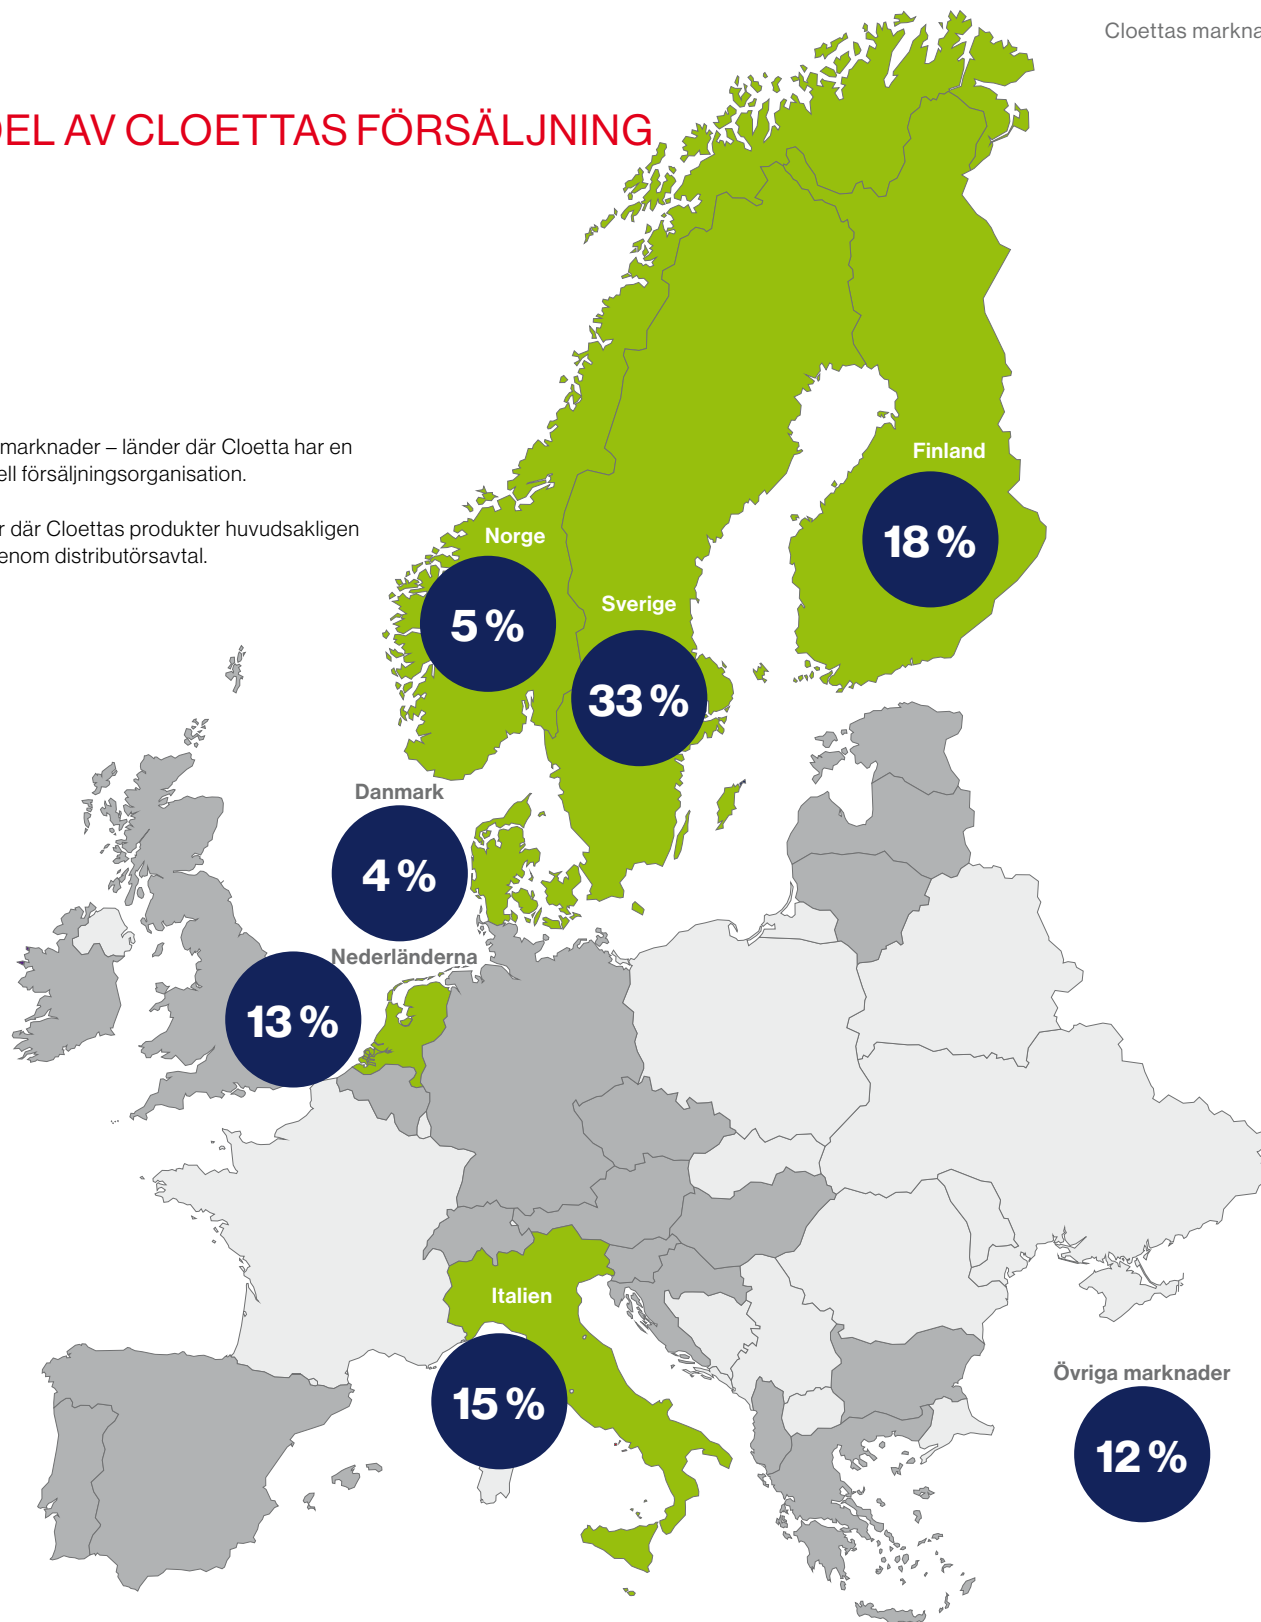 Cloettas markna
DEL AV CLOETTAS FÖRSÄLJNING
marknader – länder där Cloetta har en
ell försäljningsorganisation.
r där Cloettas produkter huvudsakligen
enom distributörsavtal.
Finland
18 %
Norge
5 %
Sverige
33 %
Danmark
4 %
Nederländerna
13 %
Italien
15 %
Övriga marknader
12 %